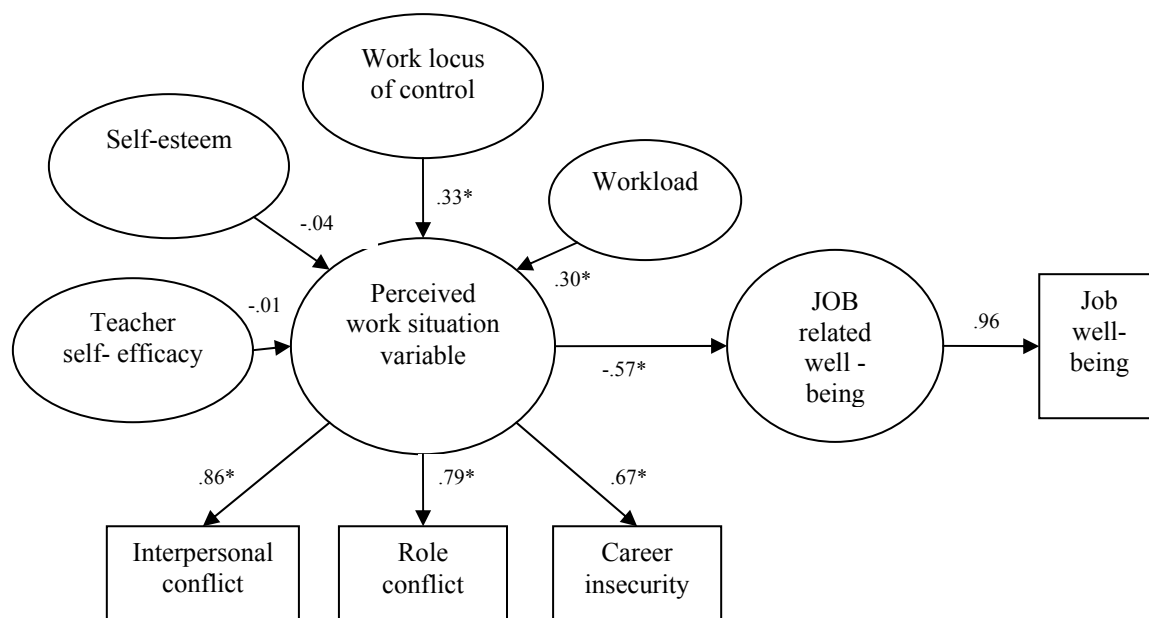 Work locus
of control
Self-esteem
Workload
.33*
-.04
.30*
Teacher
self- efficacy
-.01
Perceived
work situation
variable
-.57*
JOB
related
well -
being
.96
Job
well-
being
.86*
.79*
.67*
Interpersonal
conflict
Role
conflict
Career
insecurity